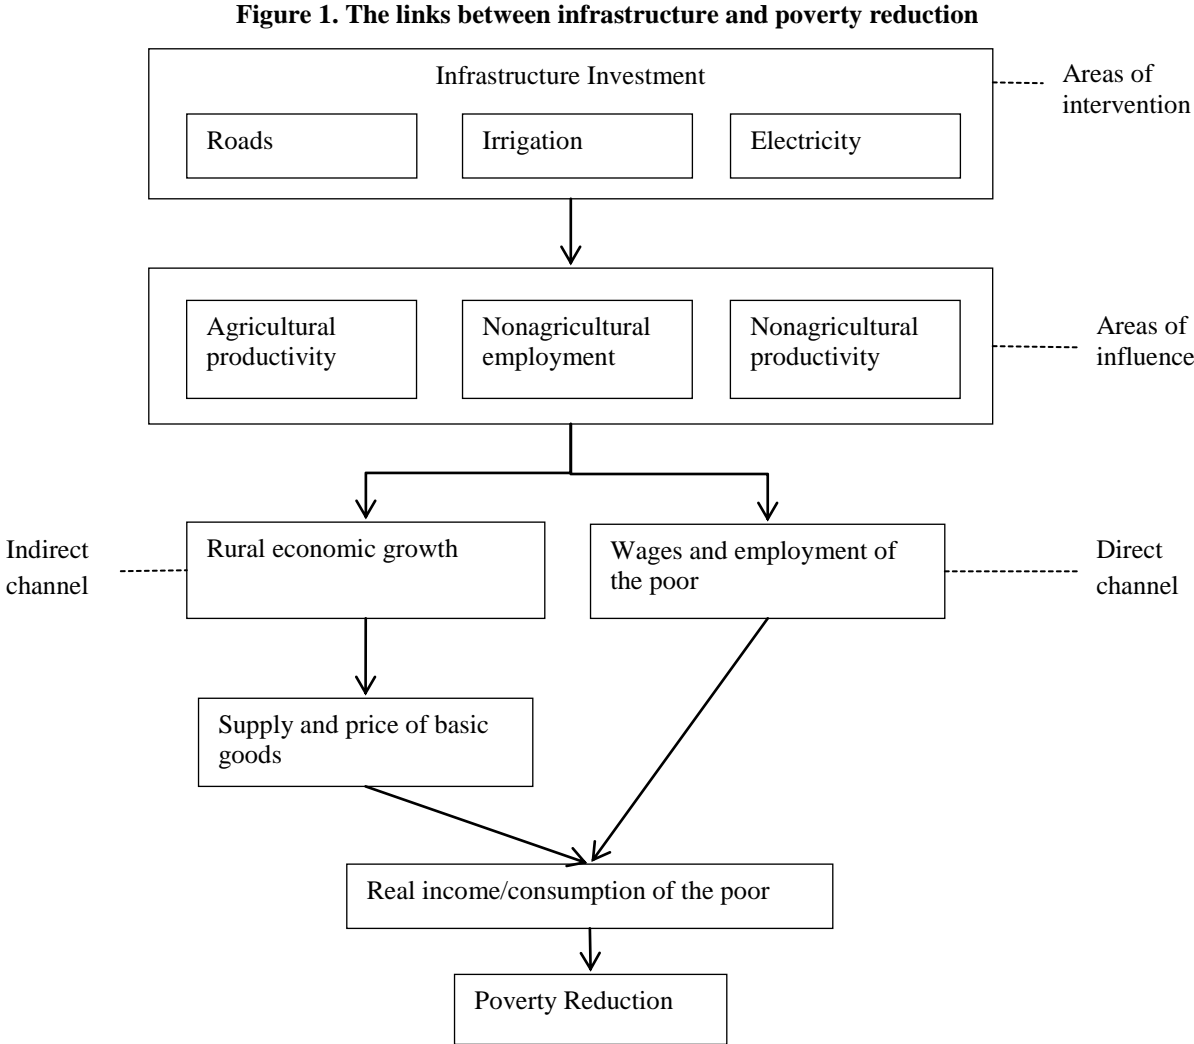 Figure 1. The links between infrastructure and poverty reduction
Infrastructure Investment
Areas of
intervention
Roads
Irrigation
Electricity
Agricultural
productivity
Nonagricultural
employment
Nonagricultural
productivity
Areas of
influence
Indirect
channel
Rural economic growth
Wages and employment of
the poor
Direct
channel
Supply and price of basic
goods
Real income/consumption of the poor
Poverty Reduction